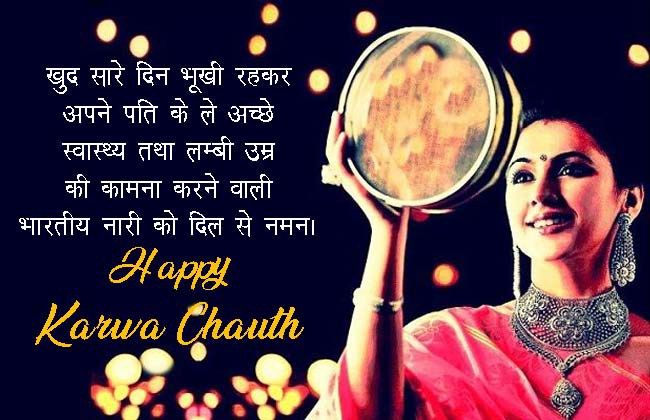 खुद सारे दिन भूखी रहकर
अपने पति के ले अच्छे
स्वास्थ्य तथा लम्बी उम्र
की कामना करने वाली
भारतीय नारी को दिल से नमन।
Happy
Karwa Chauth